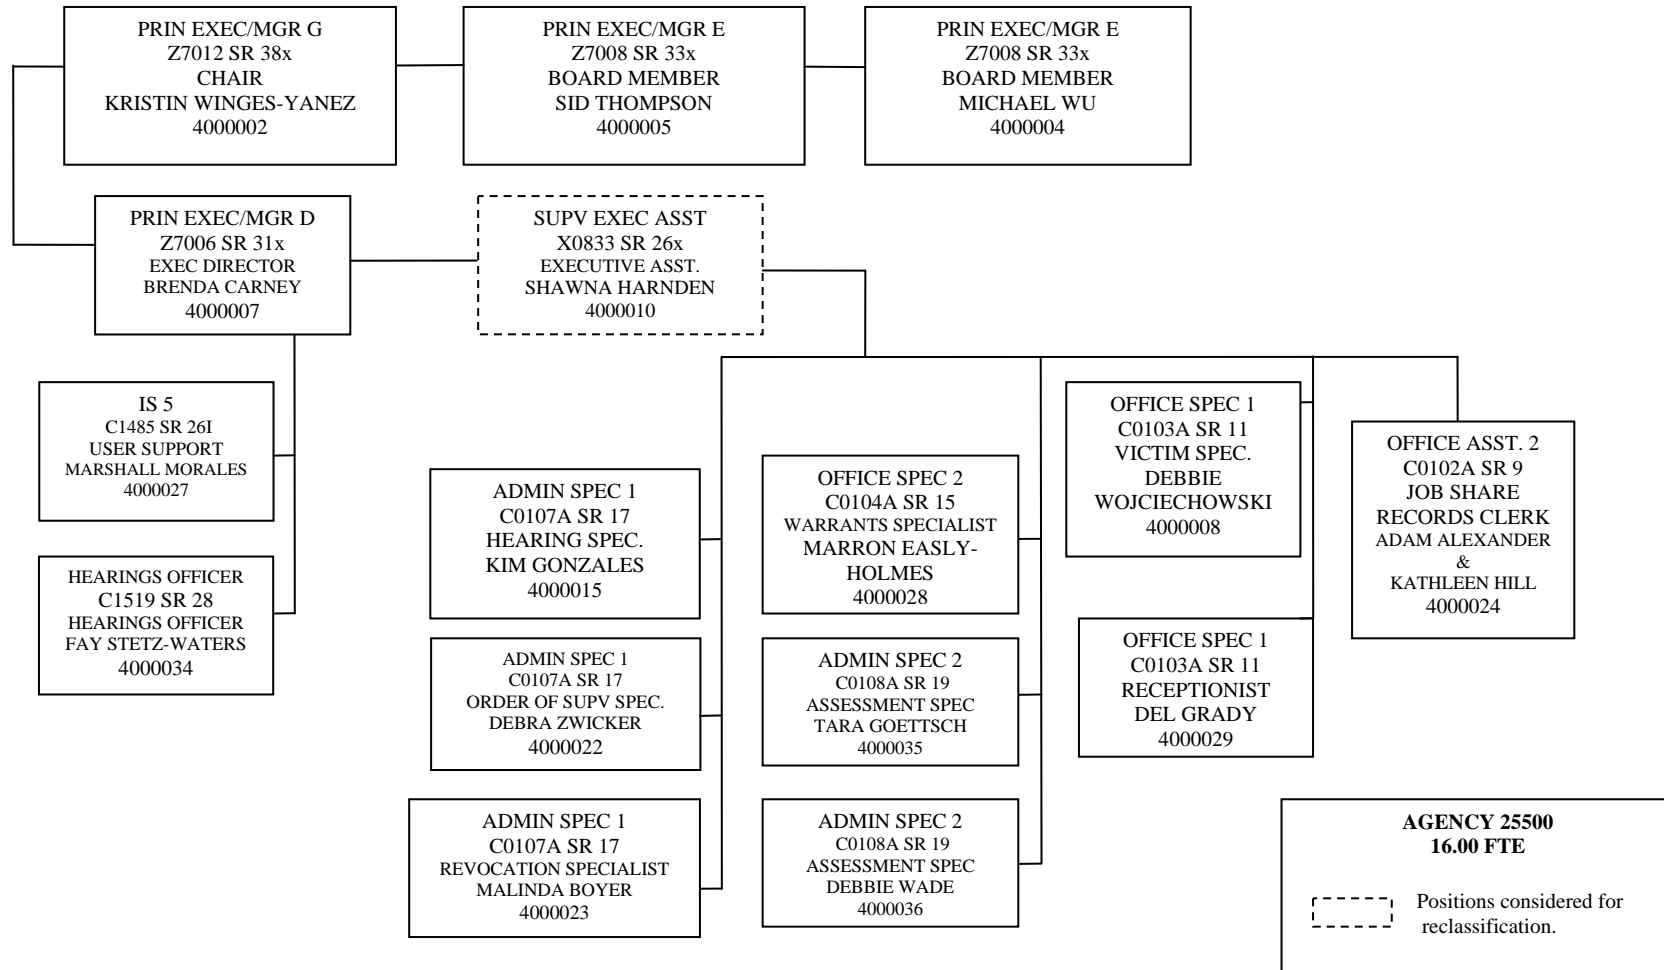 PRIN EXEC/MGR G
Z7012 SR 38x
CHAIR
KRISTIN WINGES-YANEZ
4000002
PRIN EXEC/MGR E
Z7008 SR 33x
BOARD MEMBER
SID THOMPSON
4000005
PRIN EXEC/MGR E
Z7008 SR 33x
BOARD MEMBER
MICHAEL WU
4000004
PRIN EXEC/MGR D
Z7006 SR 31x
EXEC DIRECTOR
BRENDA CARNEY
4000007
SUPV EXEC ASST
X0833 SR 26x
EXECUTIVE ASST.
SHAWNA HARNDEN
4000010
IS 5
C1485 SR 26I
USER SUPPORT
MARSHALL MORALES
4000027
HEARINGS OFFICER
C1519 SR 28
HEARINGS OFFICER
FAY STETZ-WATERS
4000034
ADMIN SPEC 1
C0107A SR 17
HEARING SPEC.
KIM GONZALES
4000015
ADMIN SPEC 1
C0107A SR 17
ORDER OF SUPV SPEC.
DEBRA ZWICKER
4000022
ADMIN SPEC 1
C0107A SR 17
REVOCATION SPECIALIST
MALINDA BOYER
4000023
OFFICE SPEC 2
C0104A SR 15
WARRANTS SPECIALIST
MARRON EASLY-
HOLMES
4000028
ADMIN SPEC 2
C0108A SR 19
ASSESSMENT SPEC
TARA GOETTSCH
4000035
ADMIN SPEC 2
C0108A SR 19
ASSESSMENT SPEC
DEBBIE WADE
4000036
OFFICE SPEC 1
C0103A SR 11
VICTIM SPEC.
DEBBIE
WOJCIECHOWSKI
4000008
OFFICE SPEC 1
C0103A SR 11
RECEPTIONIST
DEL GRADY
4000029
OFFICE ASST. 2
C0102A SR 9
JOB SHARE
RECORDS CLERK
ADAM ALEXANDER
&
KATHLEEN HILL
4000024
AGENCY 25500
16.00 FTE
Positions considered for
reclassification.